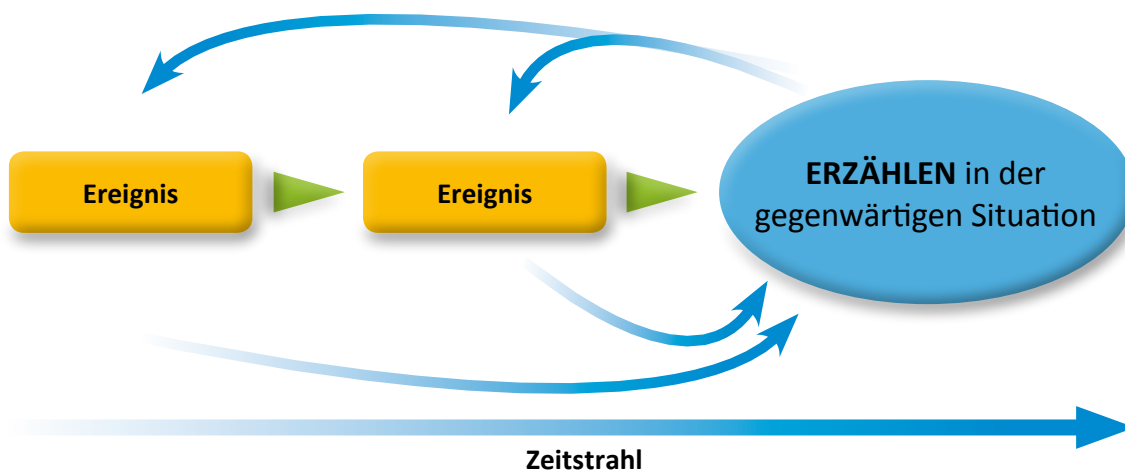 Ereignis
Ereignis
ERZÄHLEN in der
gegenwärtigen Situation
Zeitstrahl